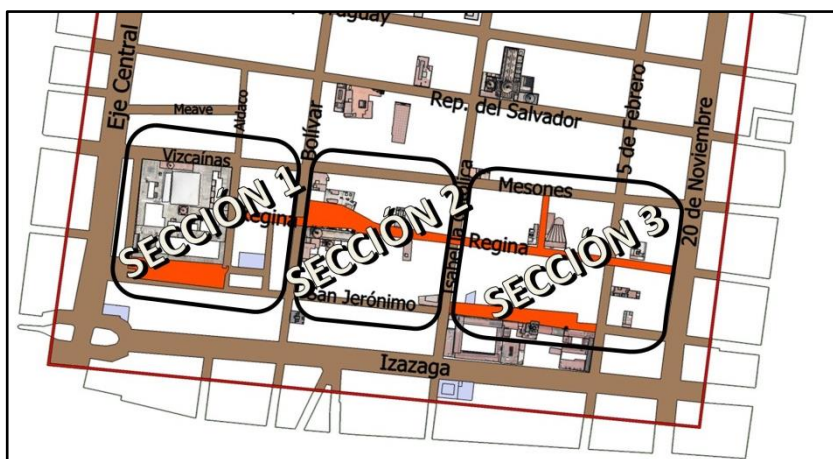 Uruguay
Eje Central
Meave
Aldaco
Bolívar
Rep. del Salvador
5 de Febrero
20 de Noviembre
Vizcaínas
Mesones
Regina
Regina
SECCIÓN 1
SECCIÓN 2
SECCIÓN 3
San Jerónimo
Izazaga